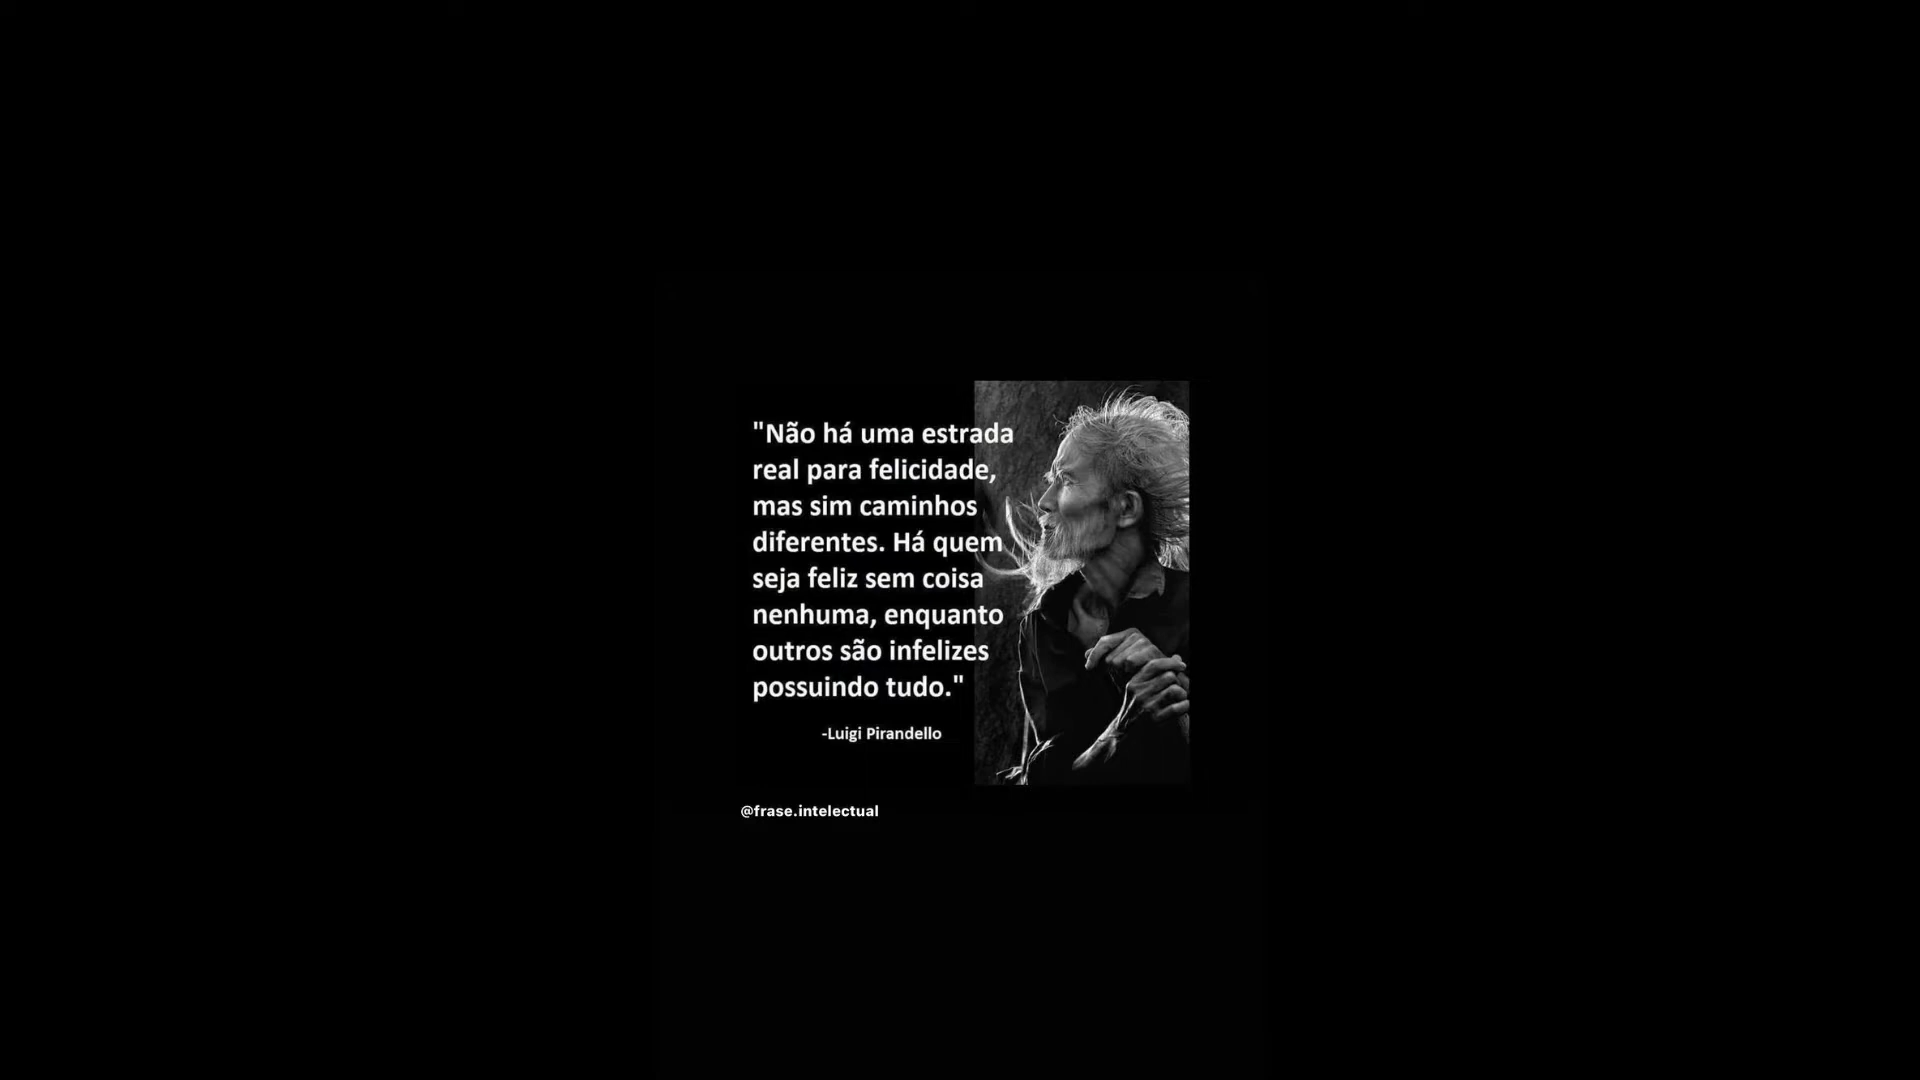 "Não há uma estrada
real para felicidade,
mas sim caminhos
diferentes. Há quem
seja feliz sem coisa
nenhuma, enquanto
outros são infelizes
possuindo tudo."
-Luigi Pirandello
@frase.intelectual